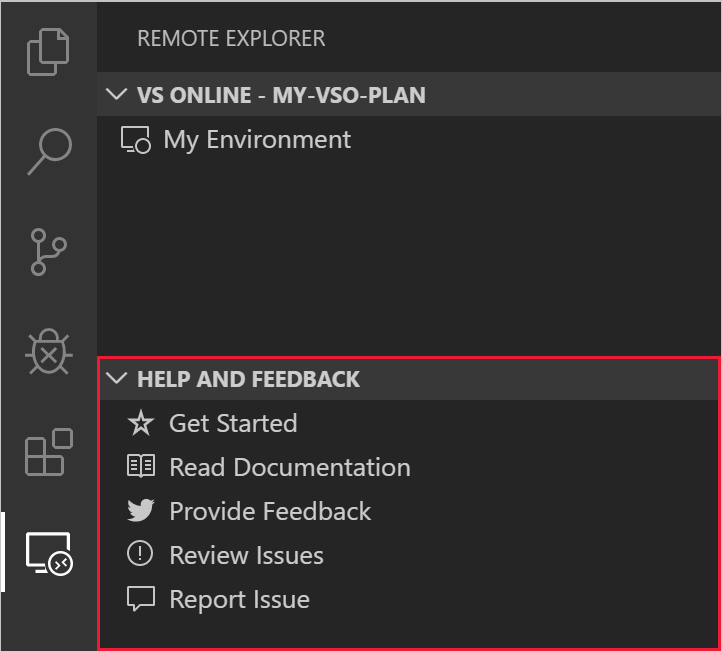 REMOTE EXPLORER
VS ONLINE - MY-VSO-PLAN
My Environment
HELP AND FEEDBACK
Get Started
Read Documentation
Provide Feedback
Review Issues
Report Issue